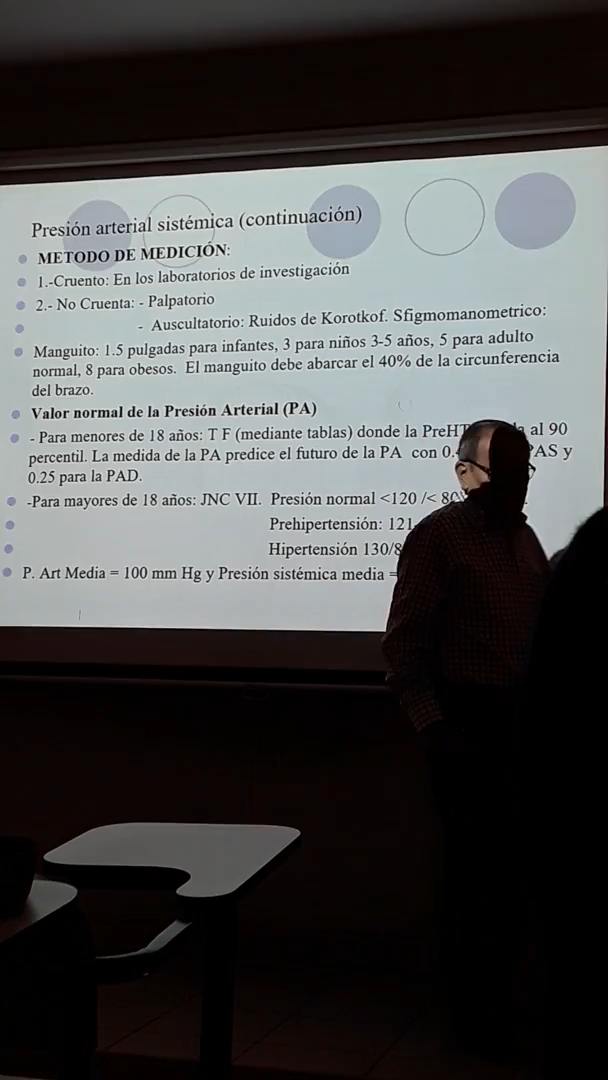 Presión arterial sistémica (continuación)
METODO DE MEDICIÓN:
1.-Cruento: En los laboratorios de investigación
2.- No Cruenta: - Palpatorio
- Auscultatorio: Ruidos de Korotkof. Sfigmomanometrico:
Manguito: 1.5 pulgadas para infantes, 3 para niños 3-5 años, 5 para adulto
normal, 8 para obesos. El manguito debe abarcar el 40% de la circunferencia
del brazo.
Valor normal de la Presión Arterial (PA)
- Para menores de 18 años: T F (mediante tablas) donde la PreHT al 90
percentil. La medida de la PA predice el futuro de la PA con PAS y
0.25 para la PAD.
-Para mayores de 18 años: JNC VII. Presión normal <120 /< 80
Prehipertensión: 121
Hipertensión 130/8
P. Art Media = 100 mm Hg y Presión sistémica media =